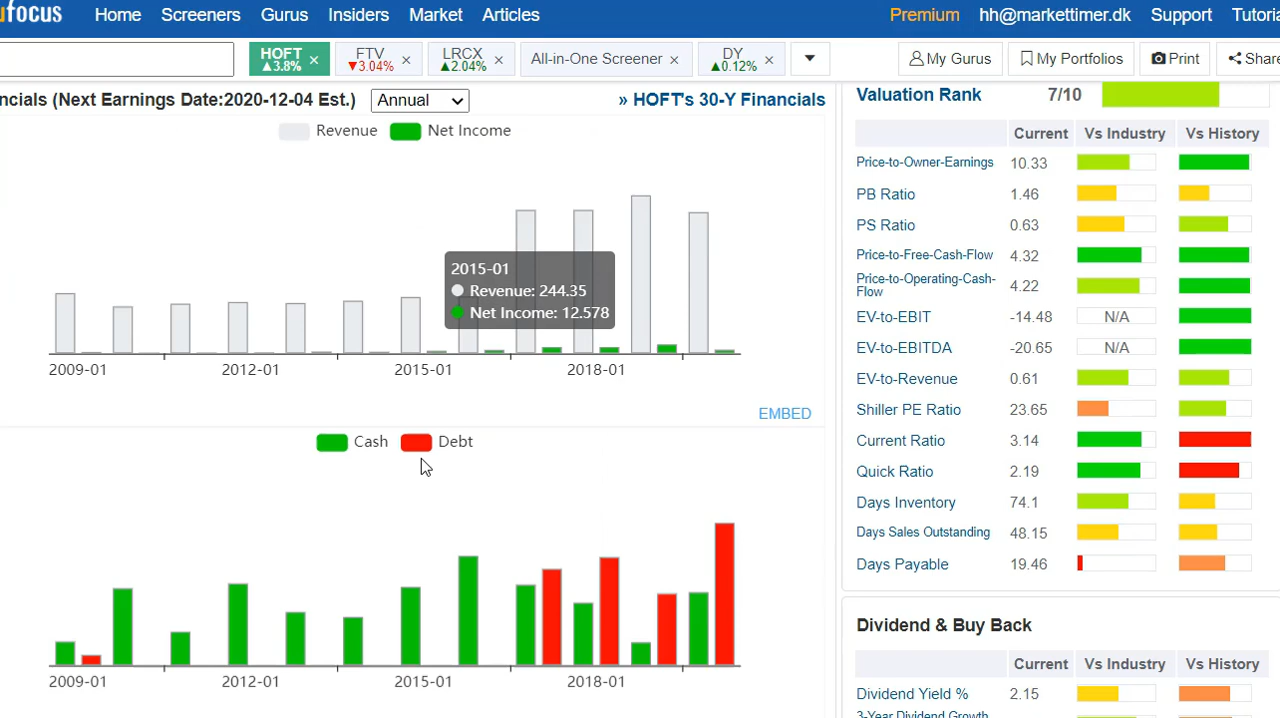 ufocus Home Screeners Gurus Insiders Market Articles Premium hh@markettimer.dk Support Tutoria
HOFT 3.8% × FTV 3.04% × LRCX 2.04% × All-in-One Screener × DY 0.12% × My Gurus My Portfolios Print Share
ncials (Next Earnings Date:2020-12-04 Est.) Annual » HOFT's 30-Y Financials
Revenue Net Income
2015-01
Revenue: 244.35
Net Income: 12.578
2009-01 2012-01 2015-01 2018-01
EMBED
Cash Debt
2009-01 2012-01 2015-01 2018-01
Valuation Rank 7/10
Current Vs Industry Vs History
Price-to-Owner-Earnings 10.33
PB Ratio 1.46
PS Ratio 0.63
Price-to-Free-Cash-Flow 4.32
Price-to-Operating-Cash-
Flow 4.22
EV-to-EBIT -14.48 N/A
EV-to-EBITDA -20.65 N/A
EV-to-Revenue 0.61
Shiller PE Ratio 23.65
Current Ratio 3.14
Quick Ratio 2.19
Days Inventory 74.1
Days Sales Outstanding 48.15
Days Payable 19.46
Dividend & Buy Back
Current Vs Industry Vs History
Dividend Yield % 2.15
3-Year Dividend Growth